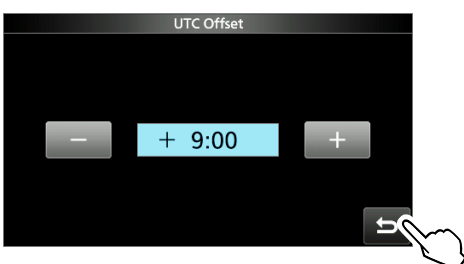 UTC Offset
− + 9:00 +